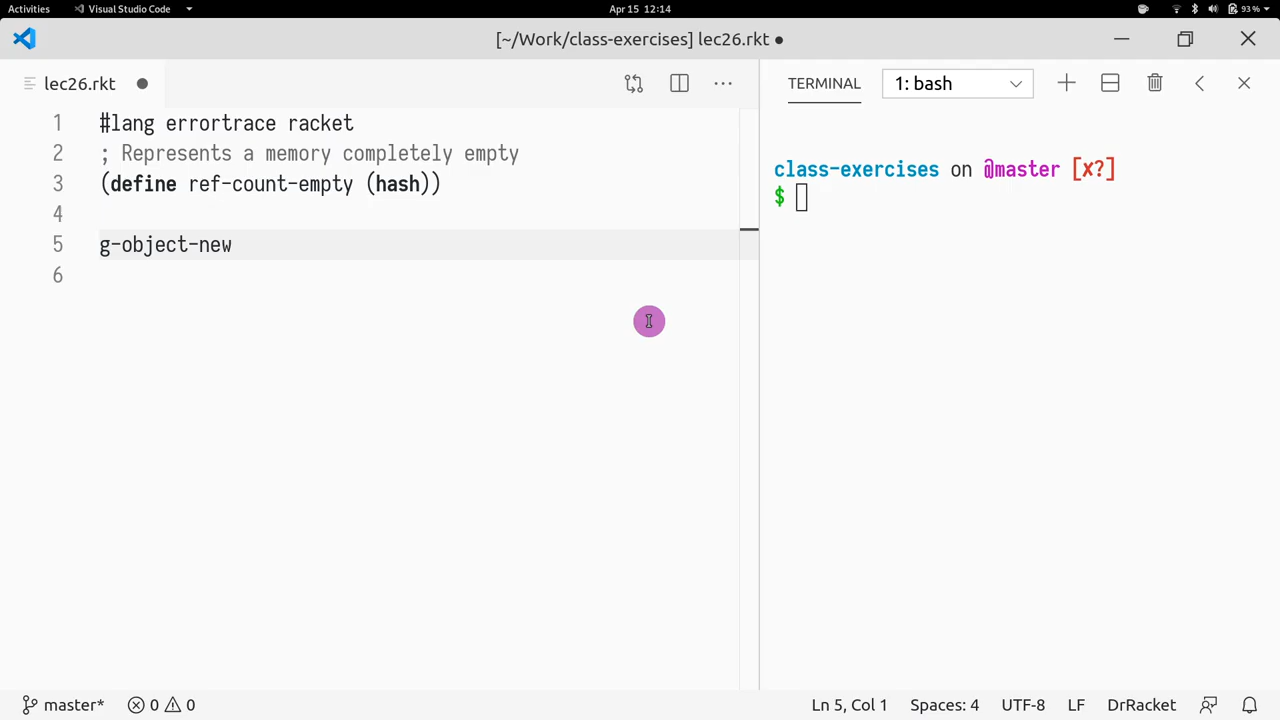 Activities Visual Studio Code Apr 15 12:14 93%
[~/Work/class-exercises] lec26.rkt ●
lec26.rkt
TERMINAL 1: bash
1 #lang errortrace racket
2 ; Represents a memory completely empty
3 (define ref-count-empty (hash))
4
5 g-object-new
6
class-exercises on @master [x?]
$
master* 0 0 Ln 5, Col 1 Spaces: 4 UTF-8 LF DrRacket